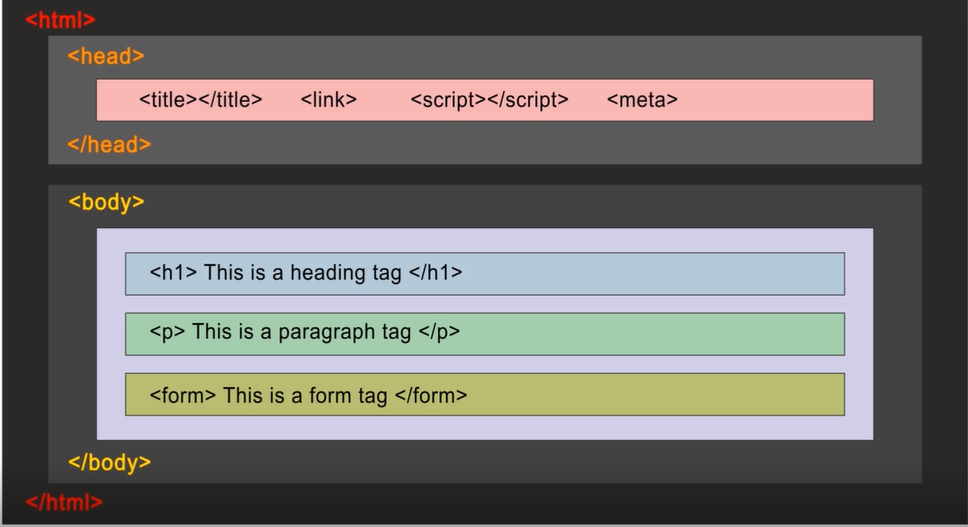 <html>
<head>
<title></title> <link> <script></script> <meta>
</head>
<body>
<h1> This is a heading tag </h1>
<p> This is a paragraph tag </p>
<form> This is a form tag </form>
</body>
</html>